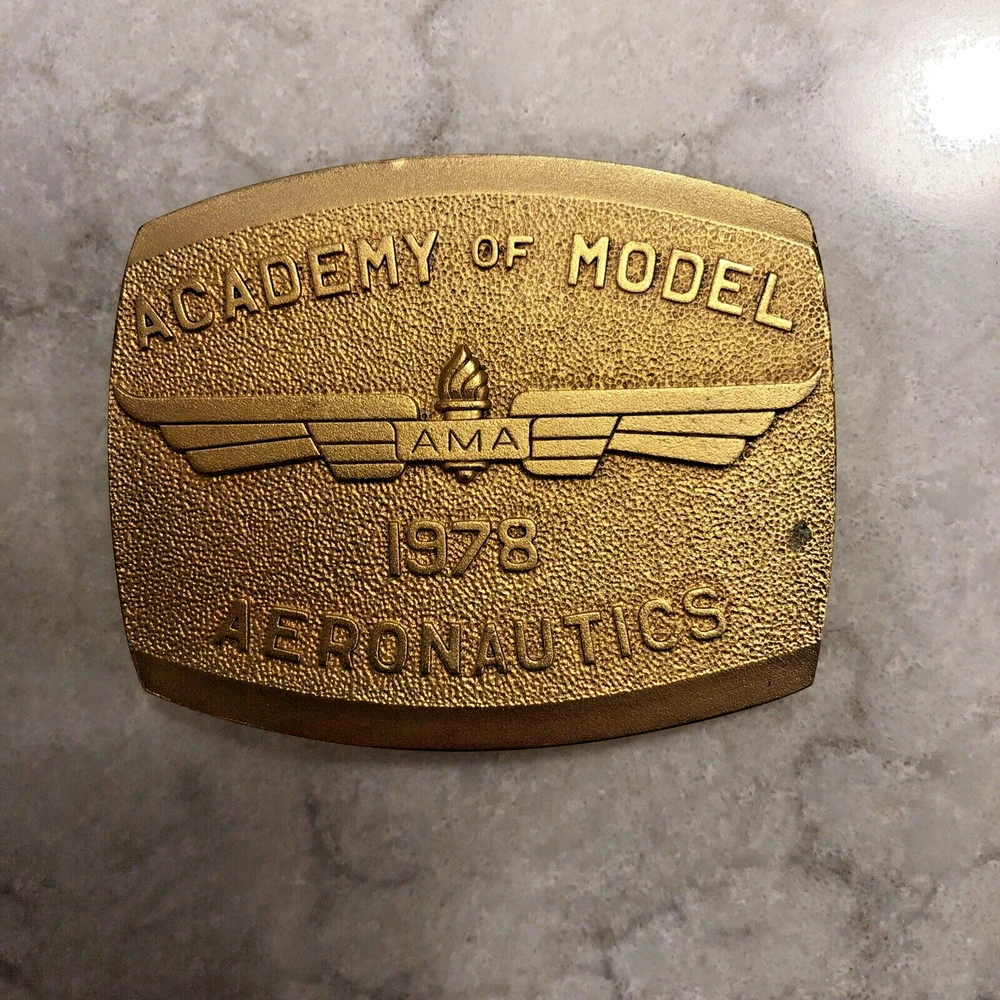 ACADEMY OF MODEL
AMA
1978
AERONAUTICS